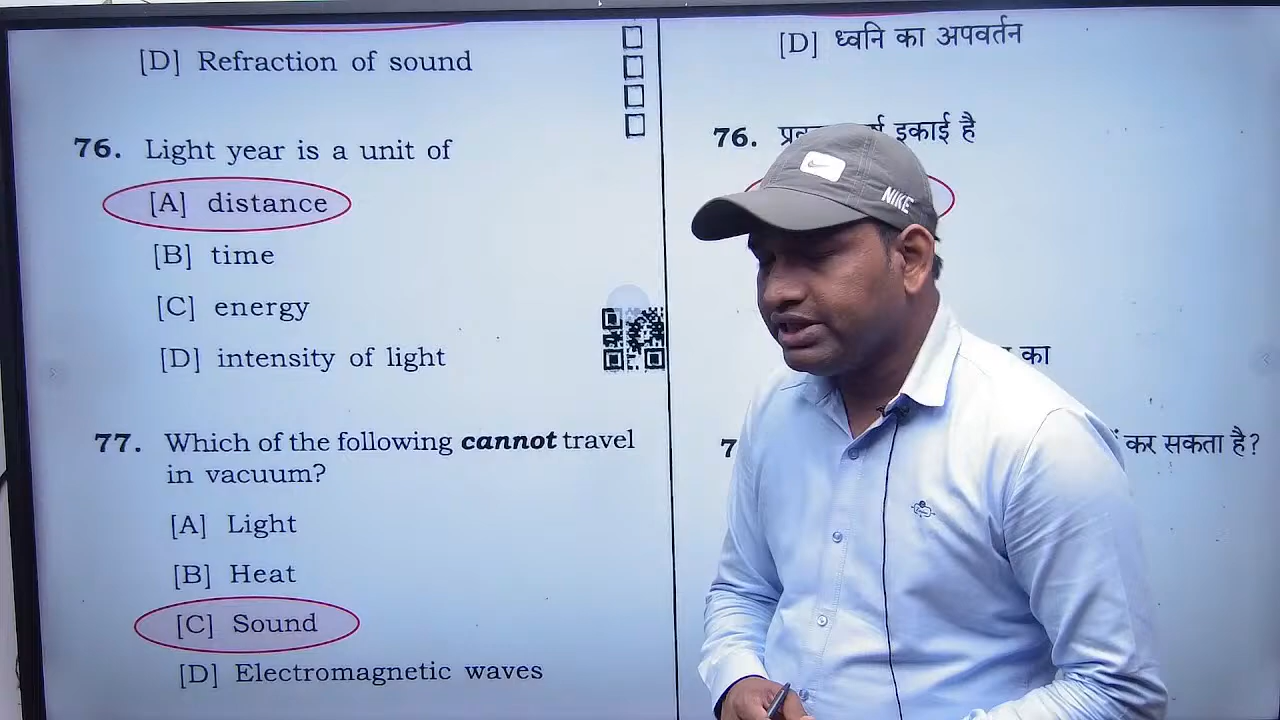 [D] Refraction of sound
76. Light year is a unit of
[A] distance
[B] time
[C] energy
[D] intensity of light
77. Which of the following cannot travel
in vacuum?
[A] Light
[B] Heat
[C] Sound
[D] Electromagnetic waves
[D] ध्वनि का अपवर्तन
76. इकाई है
का
कर सकता है?
NIKE